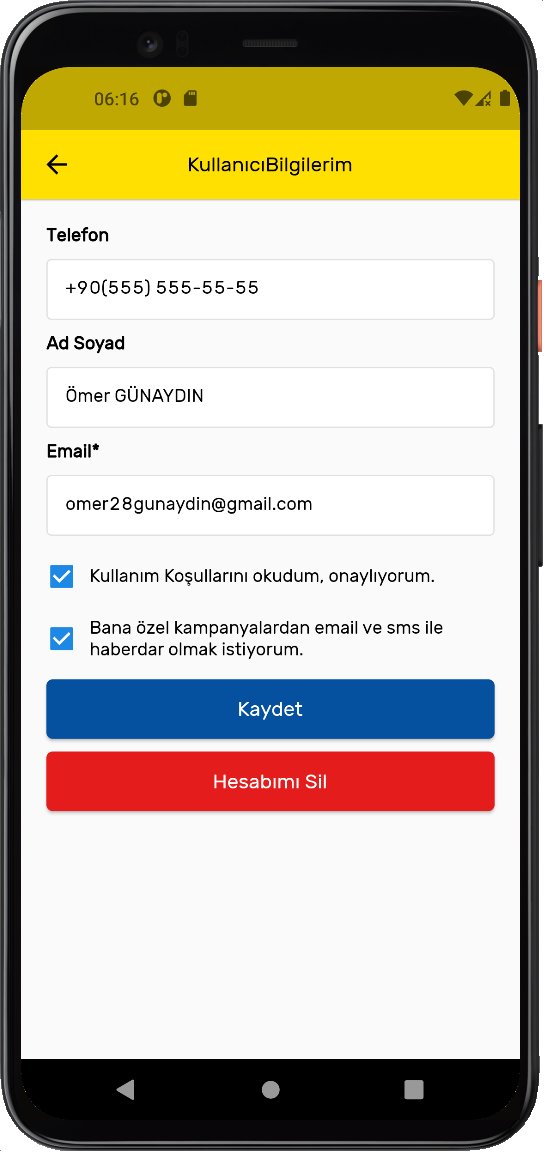 06:16
KullanıcıBilgilerim
Telefon
+90(555) 555-55-55
Ad Soyad
Ömer GÜNAYDIN
Email*
omer28gunaydin@gmail.com
Kullanım Koşullarını okudum, onaylıyorum.
Bana özel kampanyalardan email ve sms ile
haberdar olmak istiyorum.
Kaydet
Hesabımı Sil